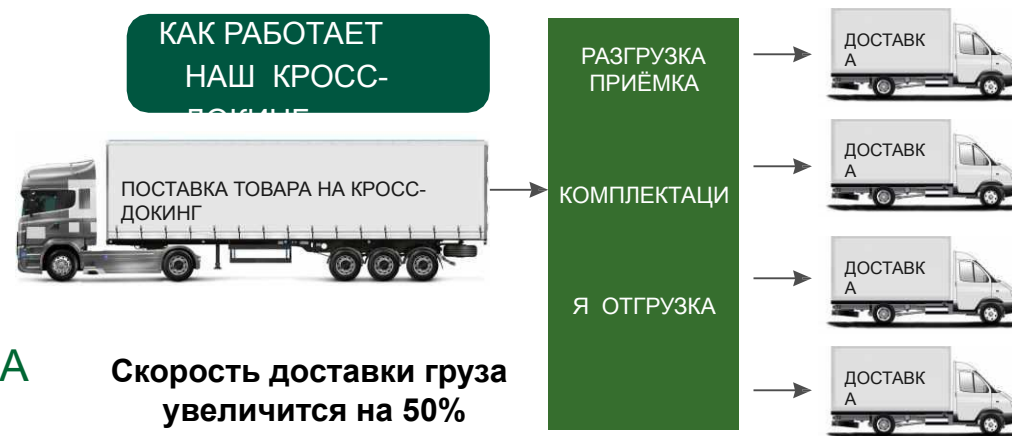 КАК РАБОТАЕТ
НАШ КРОСС-
ДОКИНГ
ПОСТАВКА ТОВАРА НА КРОСС-
ДОКИНГ
РАЗГРУЗКА
ПРИЁМКА
КОМПЛЕКТАЦИ
Я ОТГРУЗКА
ДОСТАВК
А
ДОСТАВК
А
ДОСТАВК
А
ДОСТАВК
А
А
Скорость доставки груза
увеличится на 50%